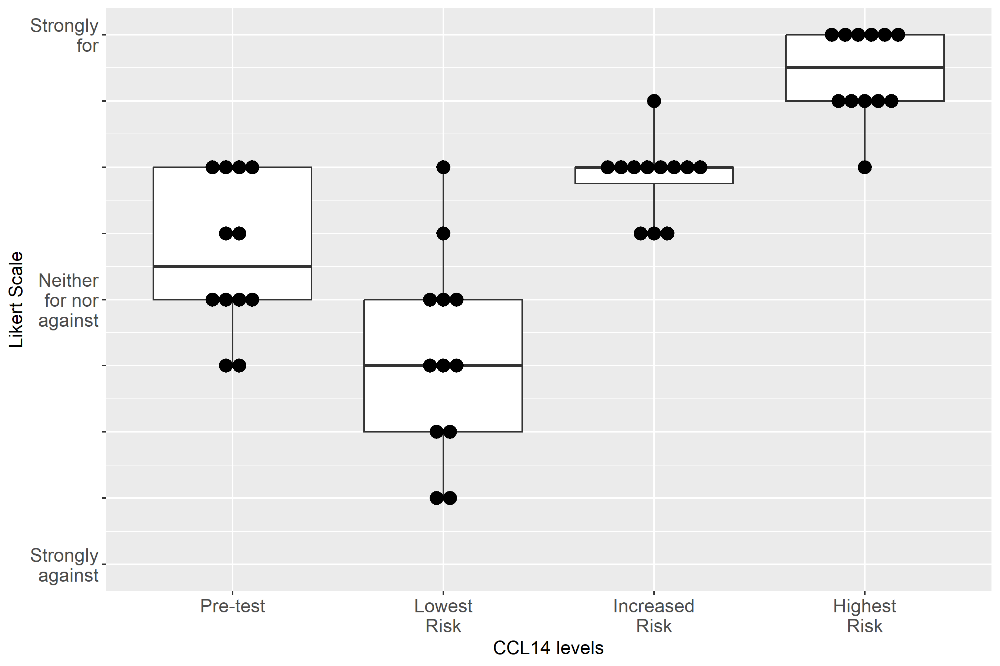 Strongly
for
Neither
for nor
against
Strongly
against
Likert Scale
Pre-test
Lowest
Risk
Increased
Risk
Highest
Risk
CCL14 levels